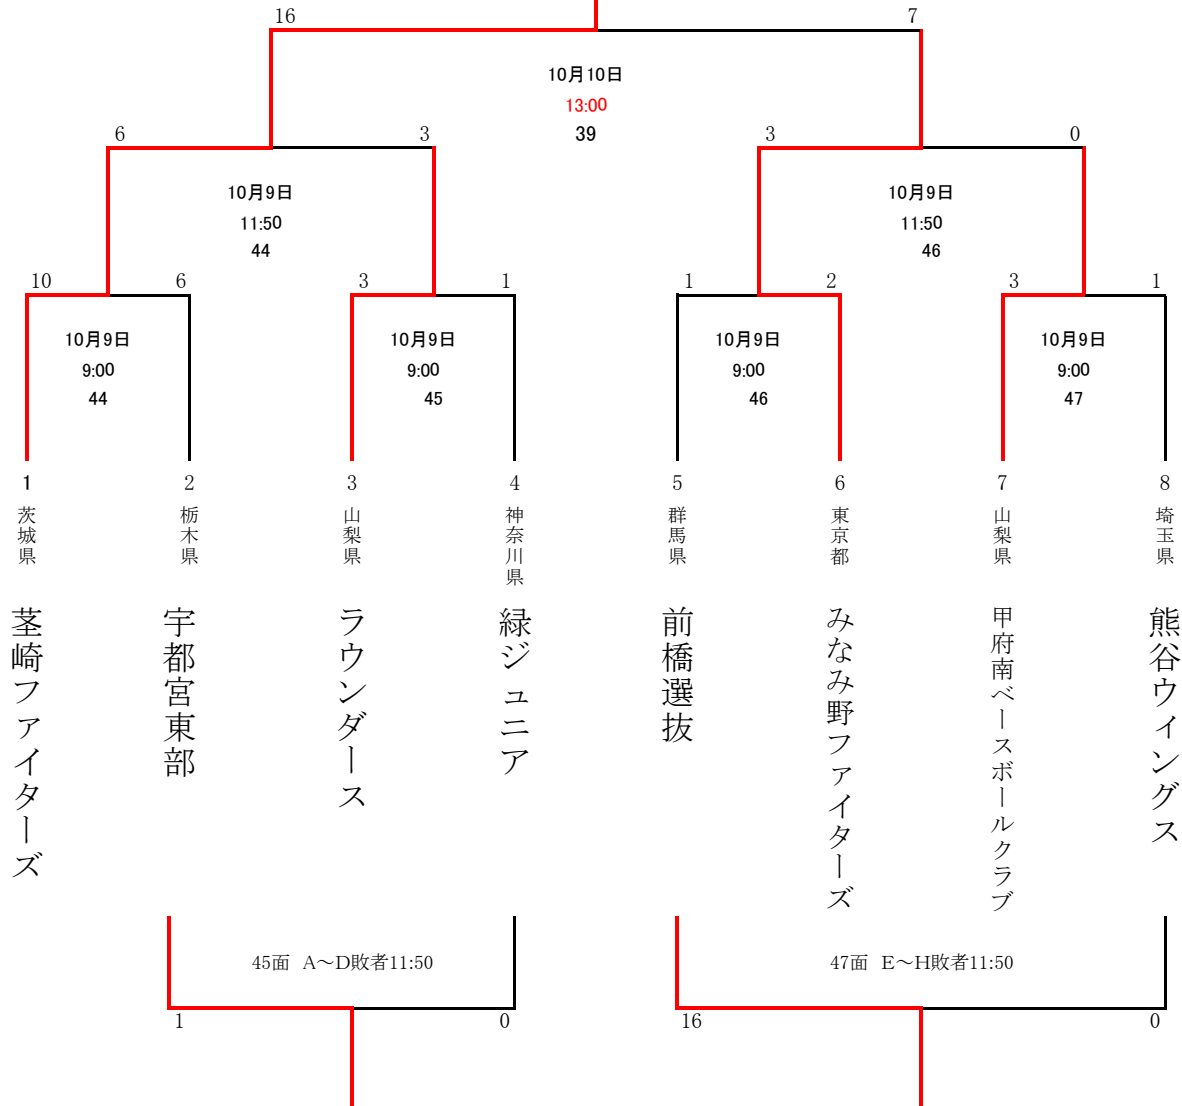 16 7
10月10日
13:00
39
6 3 3 0
10月9日 10月9日
11:50 11:50
44 46
10 6 3 1 1 2 3 1
10月9日 10月9日 10月9日 10月9日
9:00 9:00 9:00 9:00
44 45 46 47
1 2 3 4 5 6 7 8
茨城県
栃木県
山梨県
神奈川県
群馬県
東京都
山梨県
埼玉県
茎崎ファイターズ
宇都宮東部
ラウンダース
緑ジュニア
前橋選抜
みなみ野ファイターズ
甲府南ベースボールクラブ
熊谷ウィングス
45面 A～D敗者11:50
47面 E～H敗者11:50
1 0 16 0